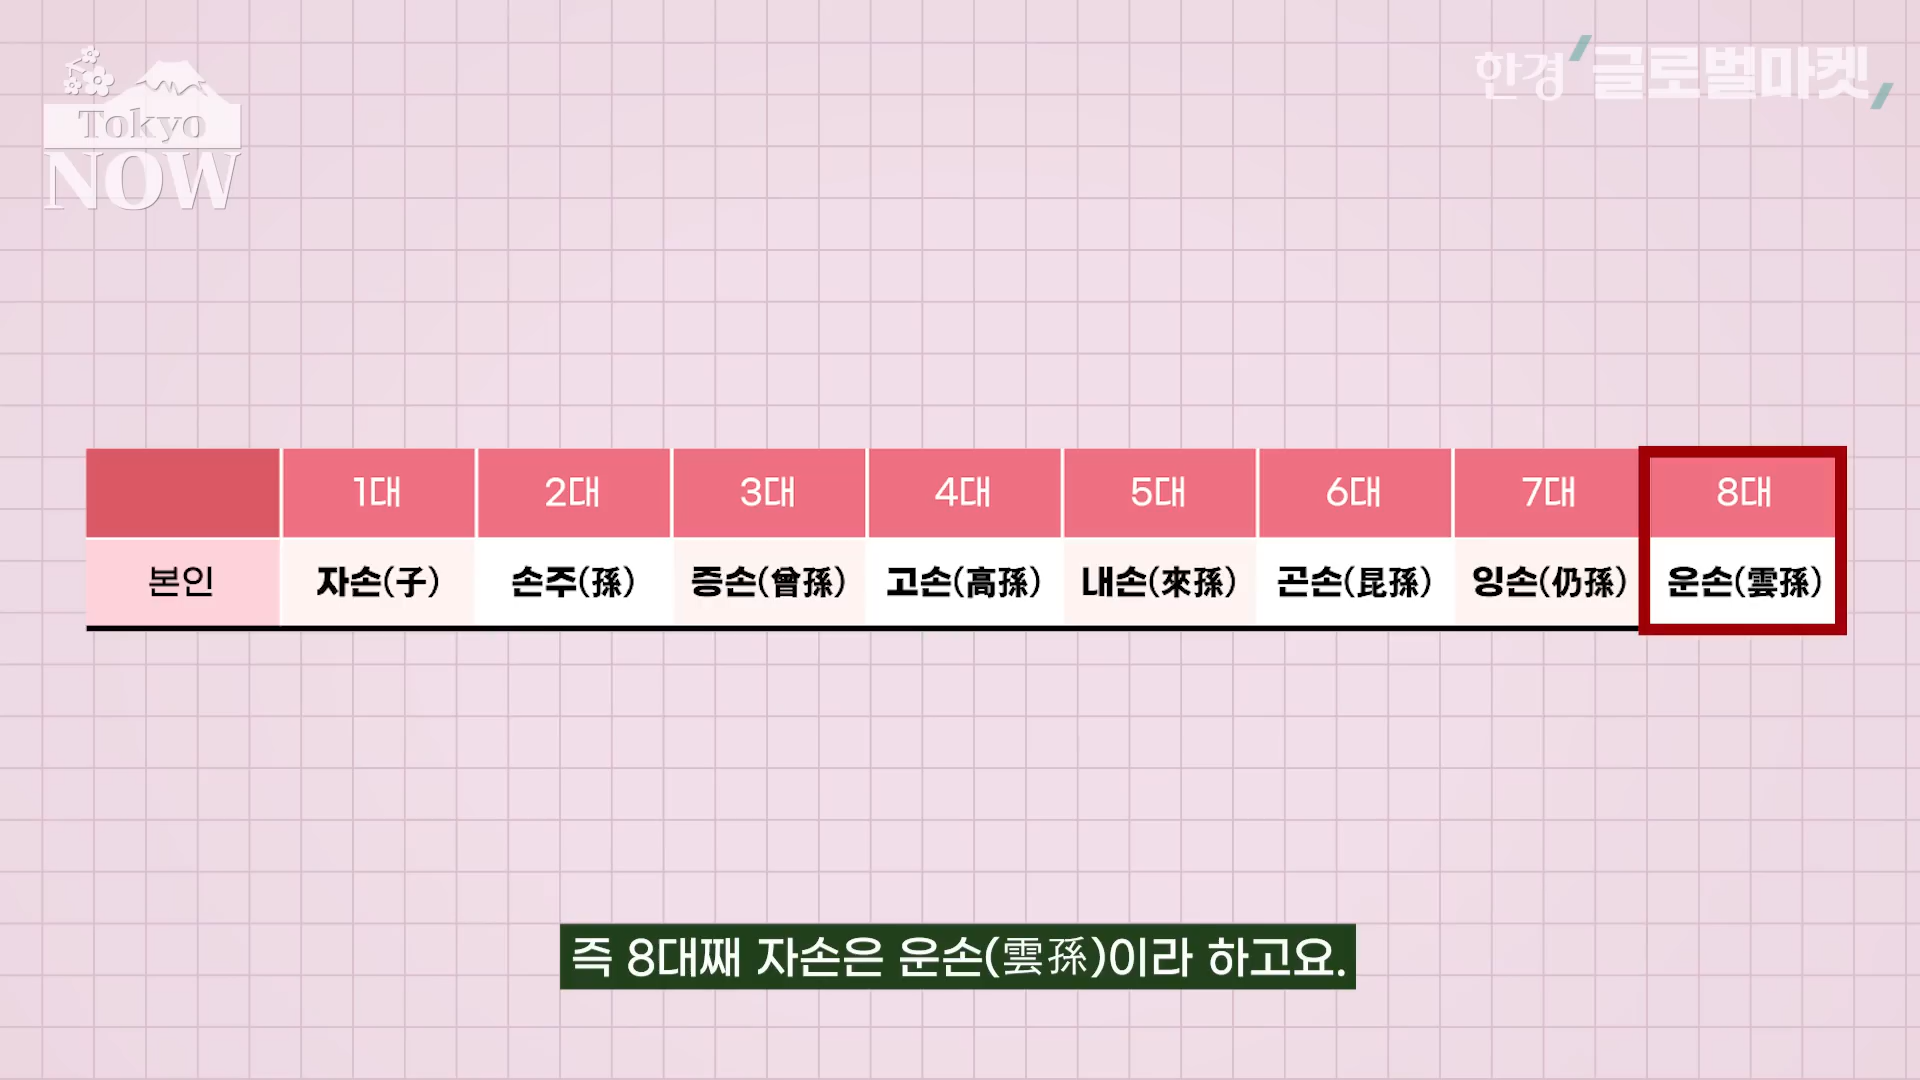 Tokyo
NOW
한경 글로벌마켓
1대 2대 3대 4대 5대 6대 7대 8대
본인 자손(子) 손주(孫) 증손(曾孫) 고손(高孫) 내손(來孫) 곤손(昆孫) 잉손(仍孫) 운손(雲孫)
즉 8대째 자손은 운손(雲孫)이라 하고요.